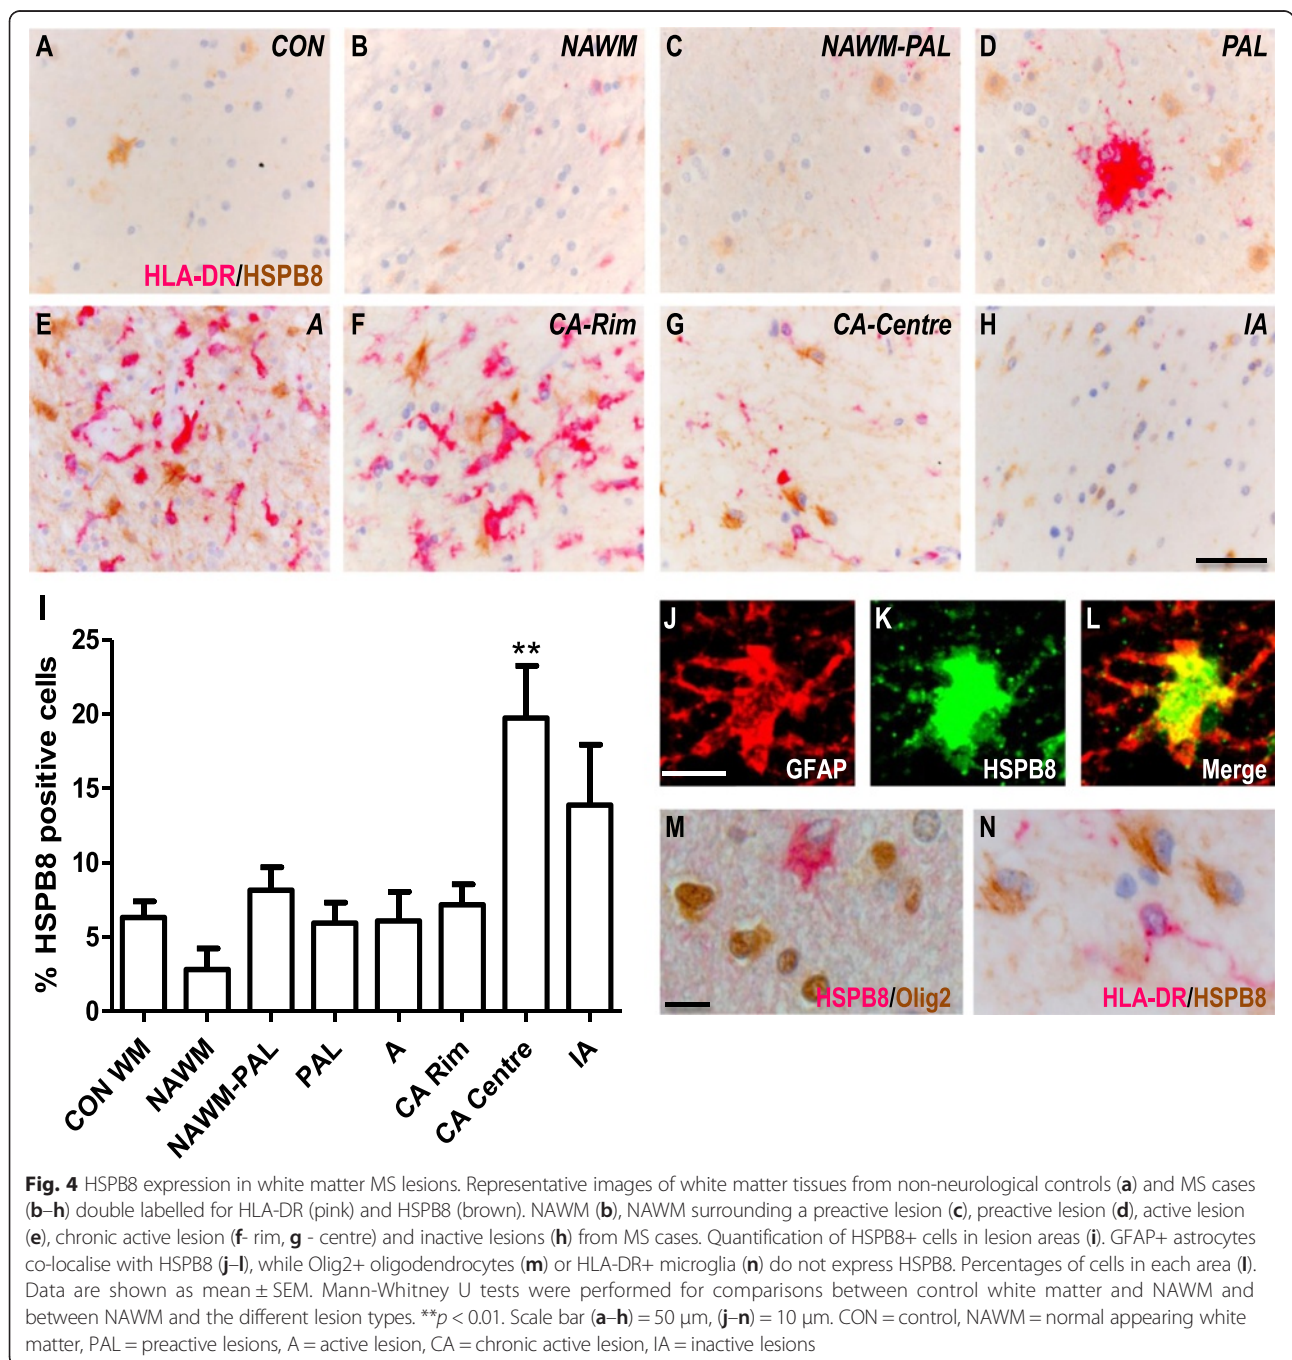 A CON
B NAWM
C NAWM-PAL
D PAL
HLA-DR/HSPB8
E A
F CA-Rim
G CA-Centre
H IA
I
% HSPB8 positive cells
25
20
15
10
5
0
**
CON WM
NAWM
NAWM-PAL
PAL
A
CA Rim
CA Centre
IA
J GFAP
K HSPB8
L Merge
M HSPB8/Olig2
N HLA-DR/HSPB8
Fig. 4 HSPB8 expression in white matter MS lesions. Representative images of white matter tissues from non-neurological controls (a) and MS cases
(b–h) double labelled for HLA-DR (pink) and HSPB8 (brown). NAWM (b), NAWM surrounding a preactive lesion (c), preactive lesion (d), active lesion
(e), chronic active lesion (f- rim, g - centre) and inactive lesions (h) from MS cases. Quantification of HSPB8+ cells in lesion areas (i). GFAP+ astrocytes
co-localise with HSPB8 (j–l), while Olig2+ oligodendrocytes (m) or HLA-DR+ microglia (n) do not express HSPB8. Percentages of cells in each area (l).
Data are shown as mean ± SEM. Mann-Whitney U tests were performed for comparisons between control white matter and NAWM and
between NAWM and the different lesion types. **p < 0.01. Scale bar (a–h) = 50 μm, (j–n) = 10 μm. CON = control, NAWM = normal appearing white
matter, PAL = preactive lesions, A = active lesion, CA = chronic active lesion, IA = inactive lesions